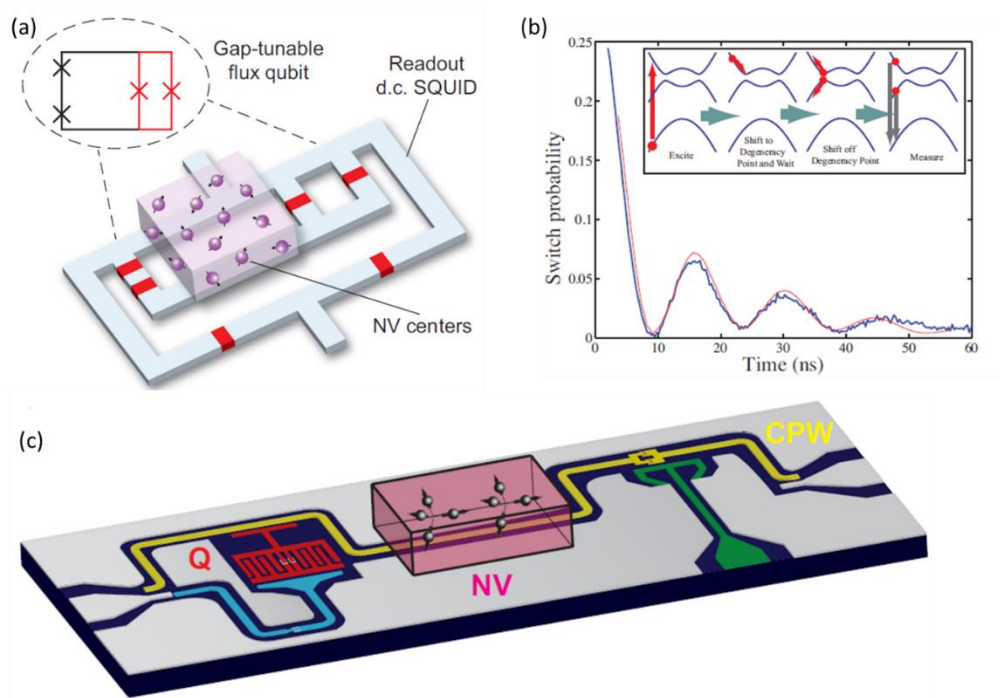 (a)
Gap-tunable
flux qubit
Readout
d.c. SQUID
NV centers
(b)
0.25
0.2
0.15
0.1
0.05
0
Switch probability
0 10 20 30 40 50 60
Time (ns)
Excite
Shift to
Degeneracy
Point and Wait
Shift off
Degeneracy Point
Measure
(c)
Q
NV
CPW